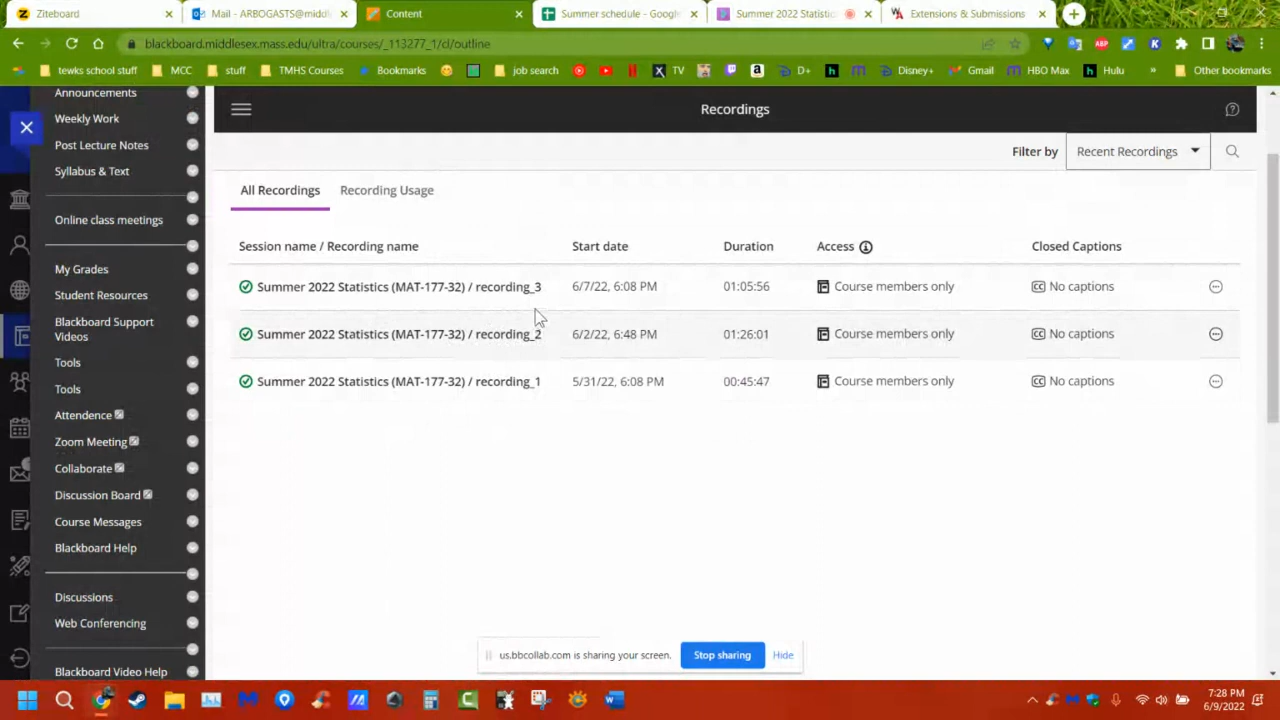 Ziteboard
Mail - ARBOGASTS@middl
Content
Summer schedule - Google
Summer 2022 Statistic
Extensions & Submissions
blackboard.middlesex.mass.edu/ultra/courses/_113277_1/cl/outline
tewks school stuff
MCC
stuff
TMHS Courses
Bookmarks
job search
TV
D+
Disney+
Gmail
HBO Max
Hulu
»
Other bookmarks
Announcements
Weekly Work
Post Lecture Notes
Syllabus & Text
Online class meetings
My Grades
Student Resources
Blackboard Support
Videos
Tools
Tools
Attendence
Zoom Meeting
Collaborate
Discussion Board
Course Messages
Blackboard Help
Discussions
Web Conferencing
Blackboard Video Help
Recordings
Filter by Recent Recordings
All Recordings Recording Usage
Session name / Recording name Start date Duration Access Closed Captions
Summer 2022 Statistics (MAT-177-32) / recording_3 6/7/22, 6:08 PM 01:05:56 Course members only No captions
Summer 2022 Statistics (MAT-177-32) / recording_2 6/2/22, 6:48 PM 01:26:01 Course members only No captions
Summer 2022 Statistics (MAT-177-32) / recording_1 5/31/22, 6:08 PM 00:45:47 Course members only No captions
us.bbcollab.com is sharing your screen. Stop sharing Hide
7:28 PM
6/9/2022